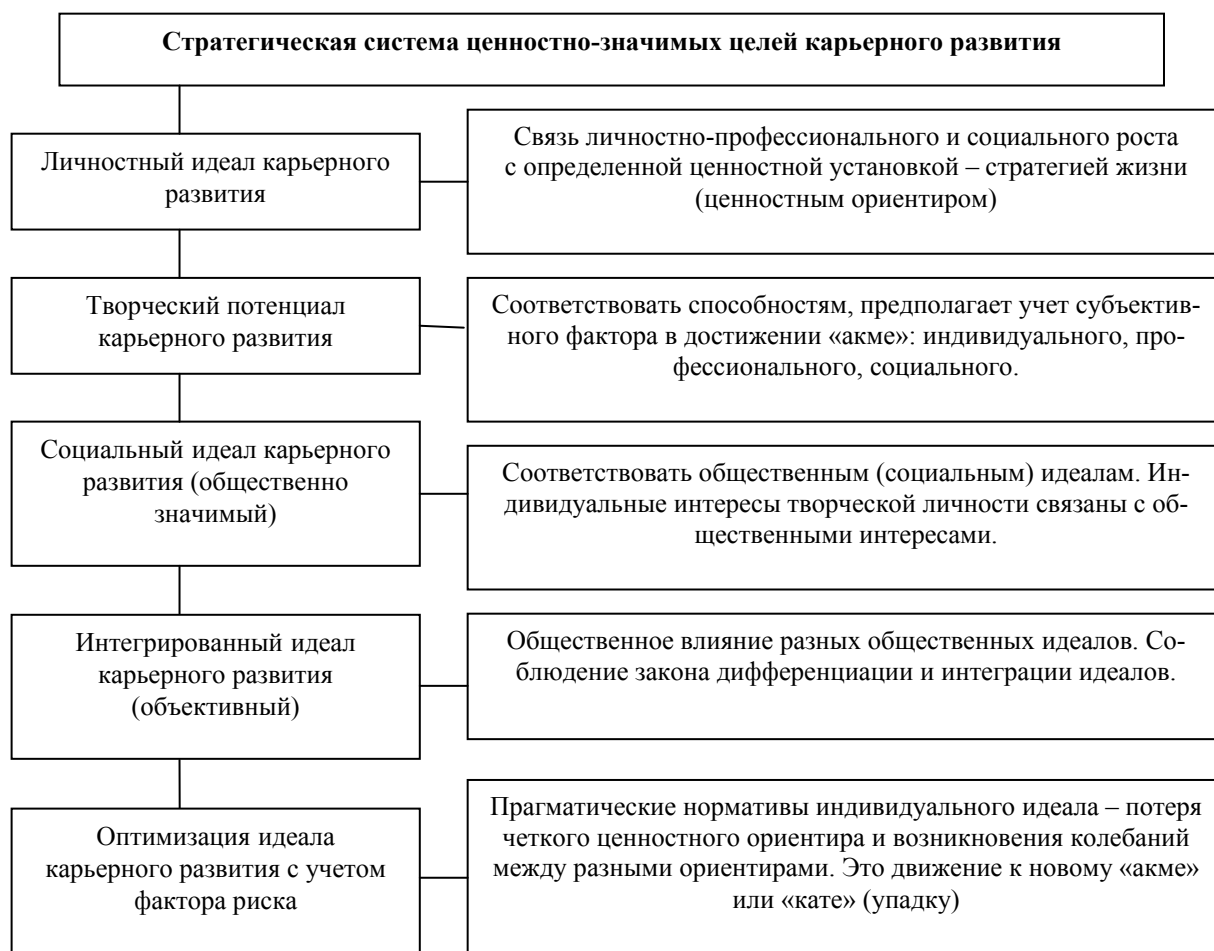 Стратегическая система ценностно-значимых целей карьерного развития
Личностный идеал карьерного
развития
Связь личностно-профессионального и социального роста
с определенной ценностной установкой – стратегией жизни
(ценностным ориентиром)
Творческий потенциал
карьерного развития
Соответствовать способностям, предполагает учет субъектив-
ного фактора в достижении «акме»: индивидуального, про-
фессионального, социального.
Социальный идеал карьерного
развития (общественно
значимый)
Соответствовать общественным (социальным) идеалам. Ин-
дивидуальные интересы творческой личности связаны с об-
щественными интересами.
Интегрированный идеал
карьерного развития
(объективный)
Общественное влияние разных общественных идеалов. Со-
блюдение закона дифференциации и интеграции идеалов.
Оптимизация идеала
карьерного развития с учетом
фактора риска
Прагматические нормативы индивидуального идеала – потеря
четкого ценностного ориентира и возникновения колебаний
между разными ориентирами. Это движение к новому «акме»
или «кате» (упадку)